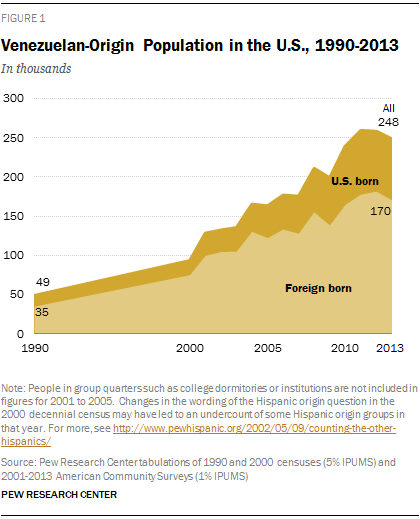 FIGURE 1
Venezuelan-Origin Population in the U.S., 1990-2013
In thousands
300
250
200
150
100
50
0
All
248
U.S. born
170
49
35
Foreign born
1990
2000
2005
2010
2013
Note: People in group quarters such as college dormitories or institutions are not included in
figures for 2001 to 2005. Changes in the wording of the Hispanic origin question in the
2000 decennial census may have led to an undercount of some Hispanic origin groups in
that year. For more, see http://www.pewhispanic.org/2002/05/09/counting-the-other-
hispanics/
Source: Pew Research Center tabulations of 1990 and 2000 censuses (5% IPUMS) and
2001-2013 American Community Surveys (1% IPUMS)
PEW RESEARCH CENTER